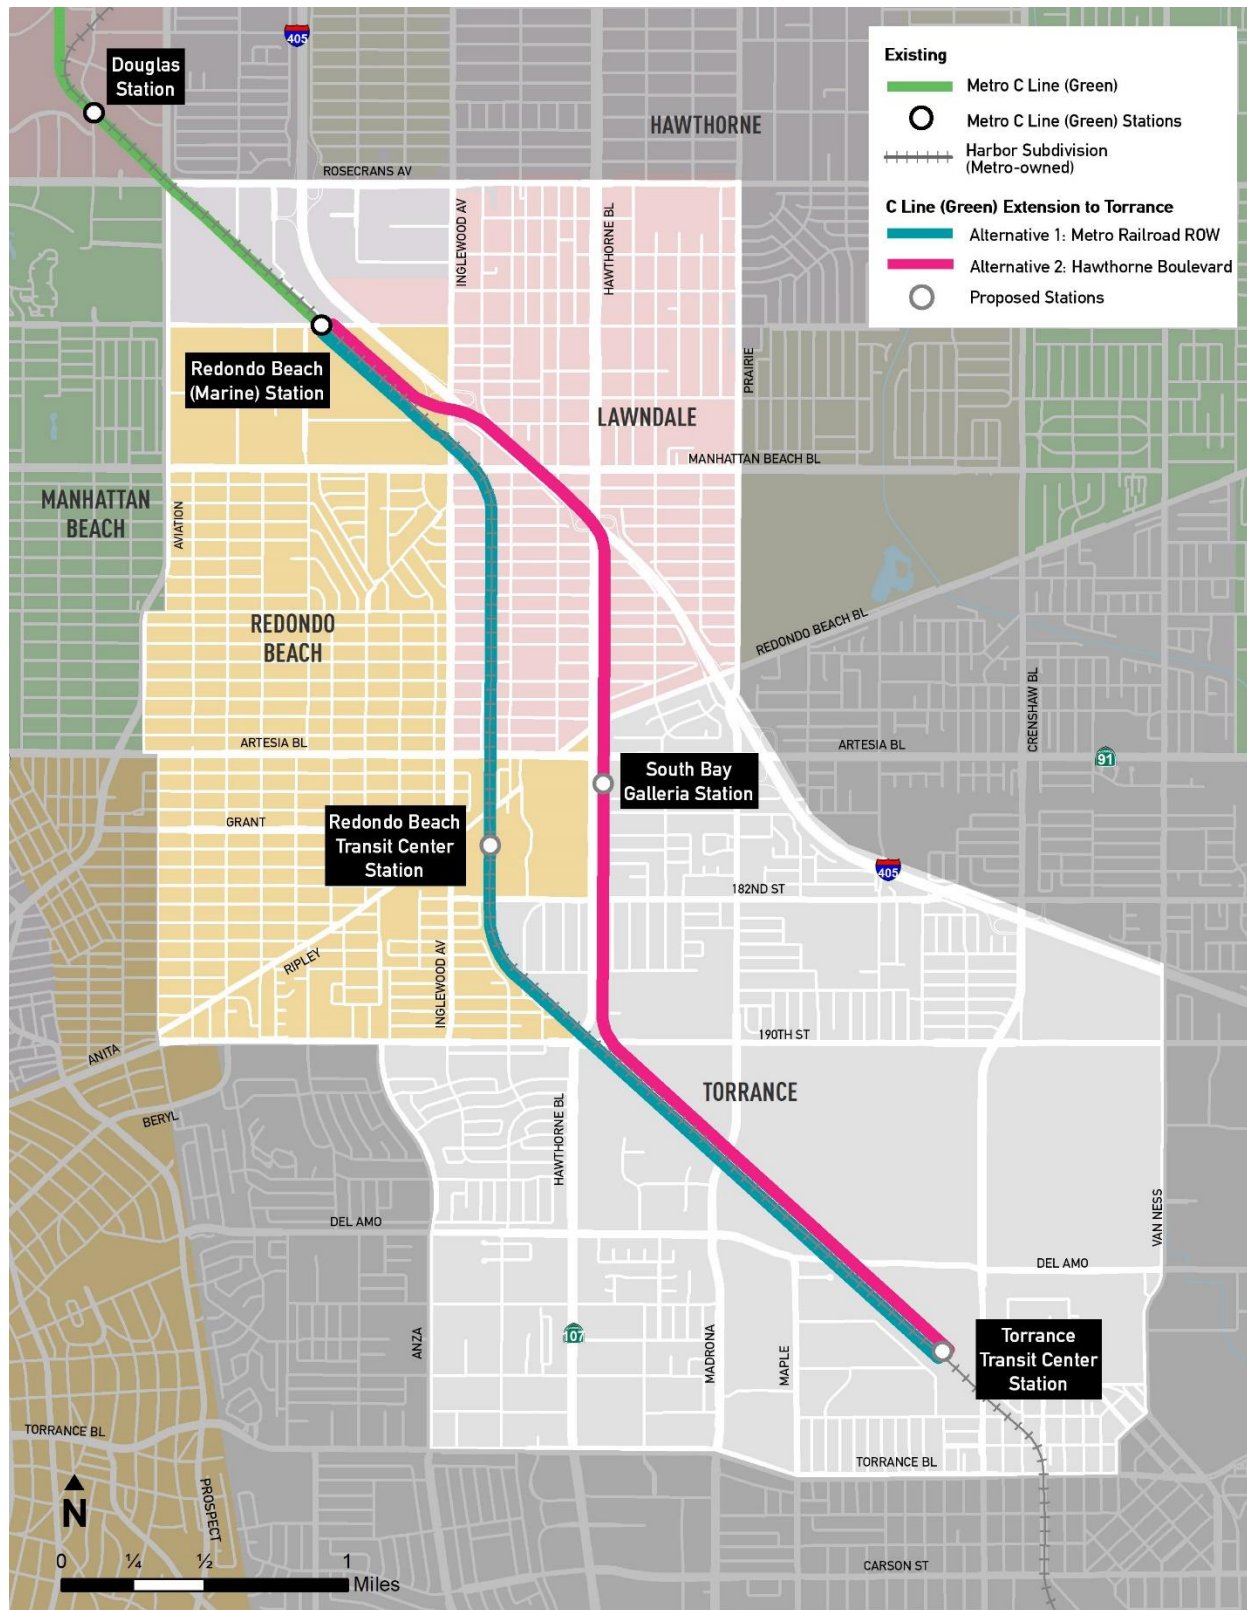 405
Douglas
Station
HAWTHORNE
ROSECRANS AV
INGLEWOOD AV
HAWTHORNE BL
Existing
Metro C Line (Green)
Metro C Line (Green) Stations
Harbor Subdivision
(Metro-owned)
C Line (Green) Extension to Torrance
Alternative 1: Metro Railroad ROW
Alternative 2: Hawthorne Boulevard
Proposed Stations
Redondo Beach
(Marine) Station
PRAIRIE
LAWNDALE
MANHATTAN BEACH BL
MANHATTAN
BEACH
AVIATION
REDONDO
BEACH
REDONDO BEACH BL
CRENSHAW BL
ARTESIA BL
ARTESIA BL
91
South Bay
Galleria Station
GRANT
Redondo Beach
Transit Center
Station
405
182ND ST
RIPLEY
INGLEWOOD AV
190TH ST
ANITA
BERYL
TORRANCE
HAWTHORNE BL
DEL AMO
VAN NESS
DEL AMO
ANZA
107
MADRONA
MAPLE
Torrance
Transit Center
Station
TORRANCE BL
TORRANCE BL
PROSPECT
N
CARSON ST
0 ¼ ½ 1
Miles